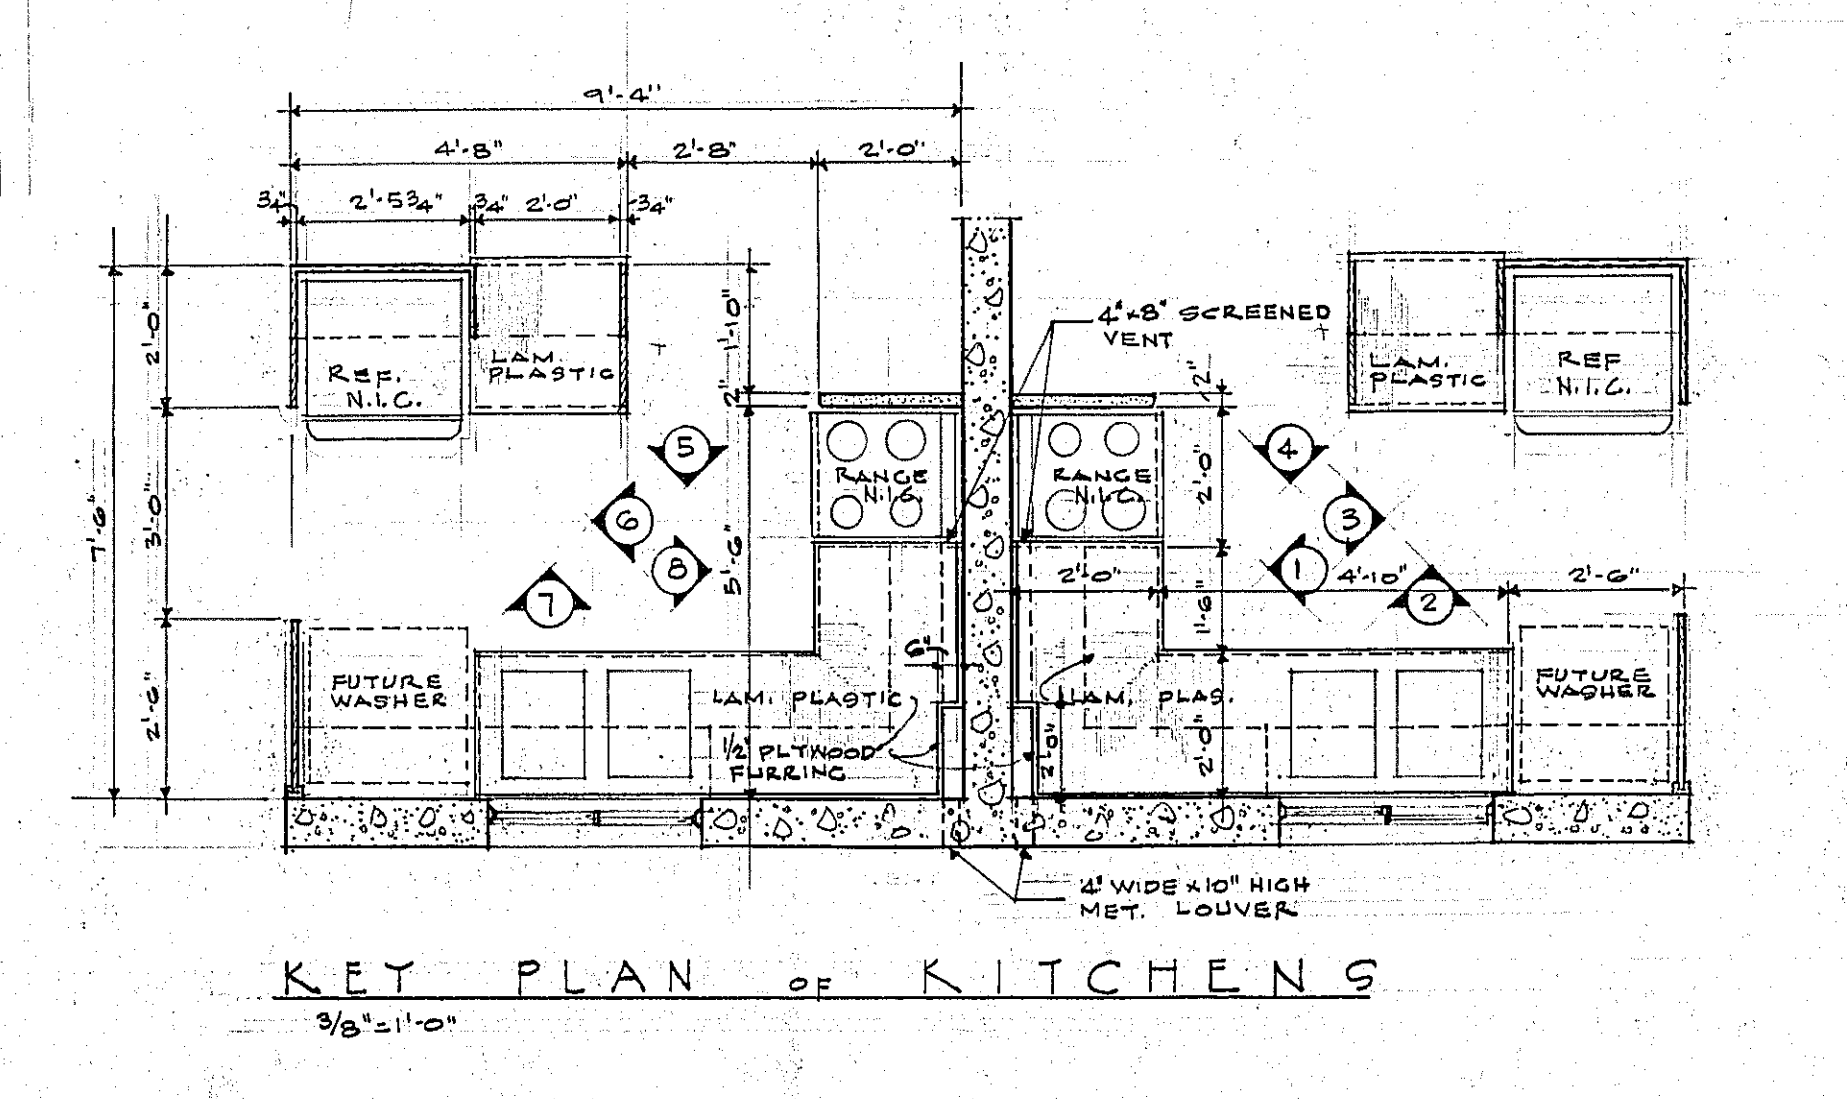 9'-4"
4'-8"
2'-8"
2'-0"
3/4"
2'-5 3/4"
3/4"
2'-0"
3/4"
2'-0"
3'-0"
2'-6"
7'-6"
1'-10"
2"
5'-6"
REF.
N.I.C.
LAM.
PLASTIC
4"x8" SCREENED
VENT
LAM.
PLASTIC
REF
N.I.C.
2"
RANGE
N.I.C.
RANGE
N.I.C.
2'-0"
5
6
8
7
4
3
1
2
2'-0"
4'-10"
2'-6"
1'-6"
6"
FUTURE
WASHER
LAM. PLASTIC
1/2" PLYWOOD
FURRING
LAM. PLAS.
2'-0"
2'-0"
FUTURE
WASHER
4" WIDE x10" HIGH
MET. LOUVER
KEY PLAN OF KITCHENS
3/8"=1'-0"